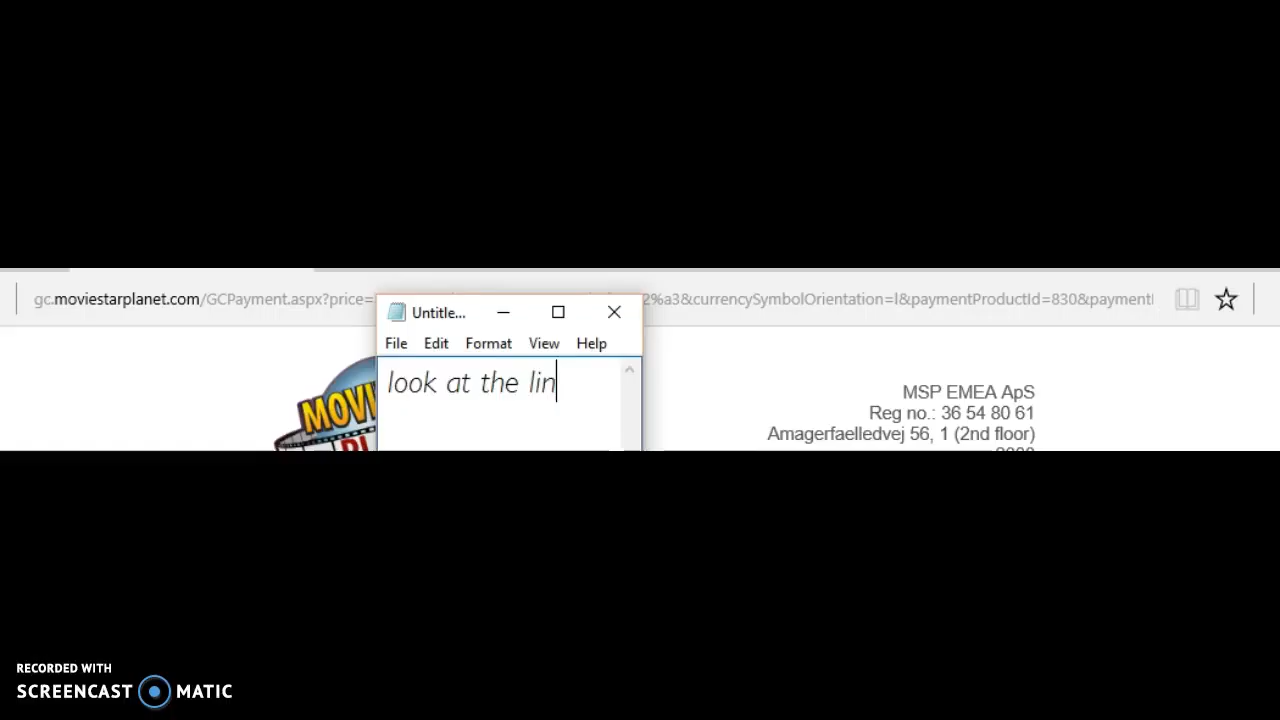 gc.moviestarplanet.com/GCPayment.aspx?price=
2%a3&currencySymbolOrientation=l&paymentProductId=830&payment
Untitle...
File Edit Format View Help
look at the lin
MOVI
MSP EMEA ApS
Reg no.: 36 54 80 61
Amagerfaelledvej 56, 1 (2nd floor)
RECORDED WITH
SCREENCAST MATIC